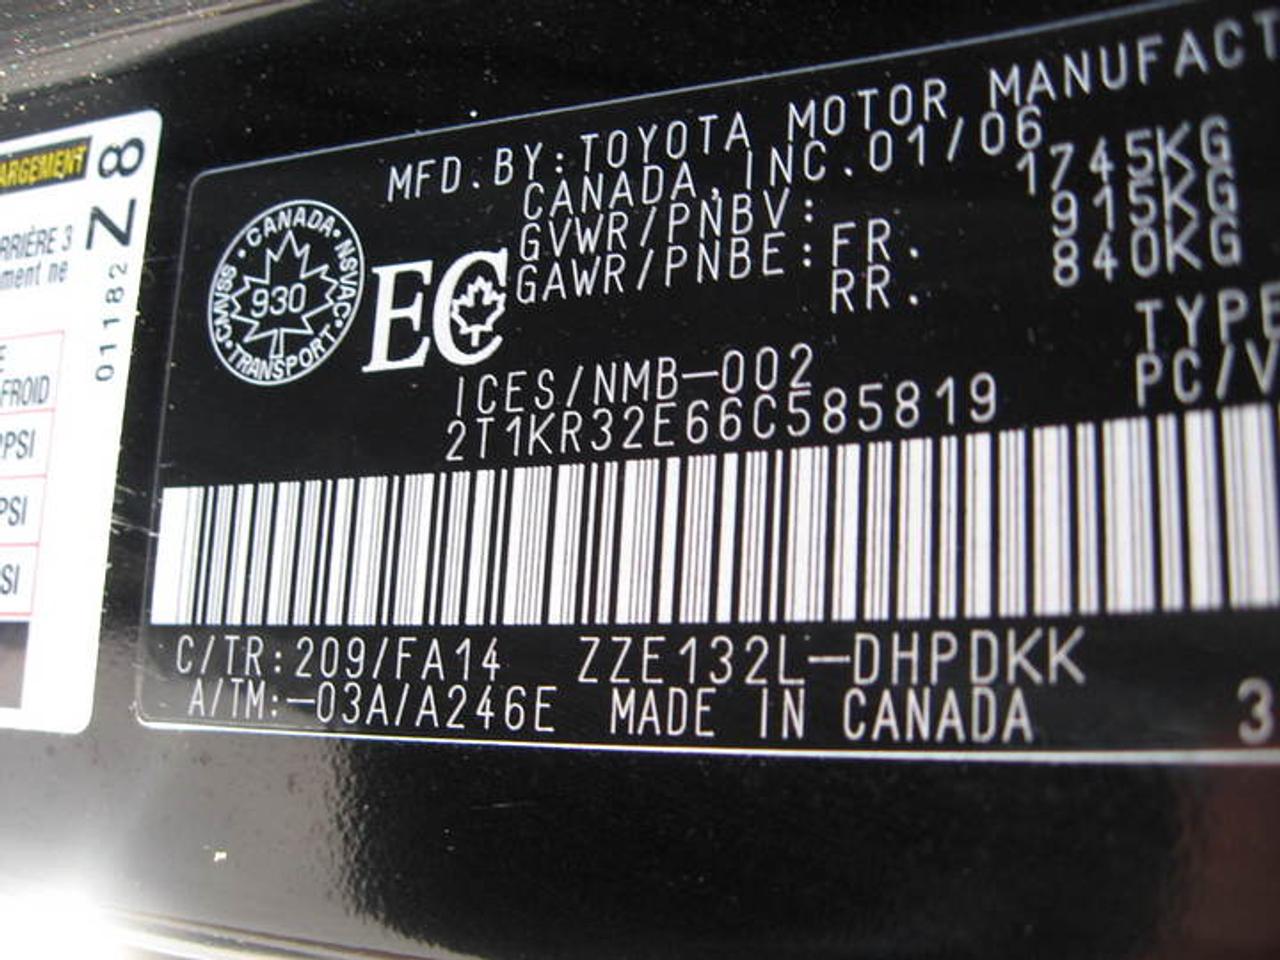 ARGEMENT
RRIÈRE 3
ment ne
E
FROID
PSI
PSI
SI
Z 8
01182
MFD.BY:TOYOTA MOTOR MANUFACT
CANADA,INC.01/06
GVWR/PNBV: 1745KG
GAWR/PNBE:FR. 915KG
RR. 840KG
CANADA NSVAC TRANSPORT CMVSS
930
EC
TYPE
ICES/NMB-002
PC/V
2T1KR32E66C585819
C/TR:209/FA14 ZZE132L-DHPDKK
A/TM:-03A/A246E MADE IN CANADA
3